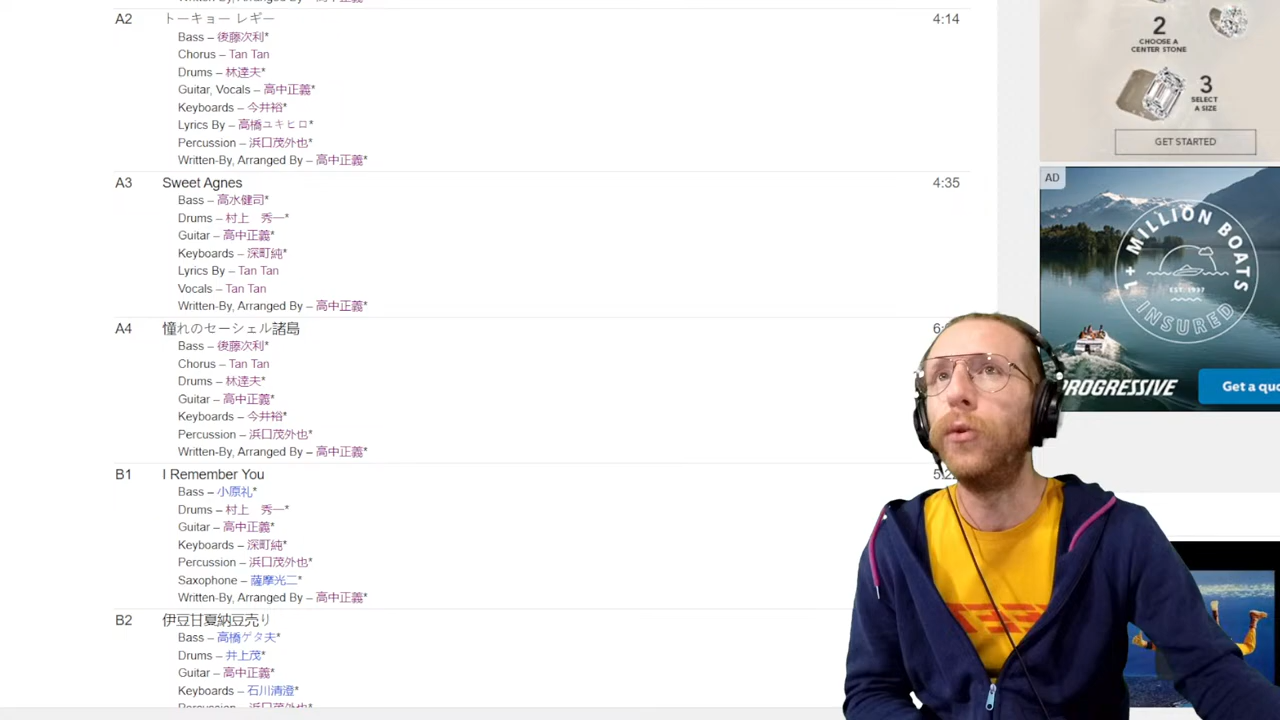 A2 トーキョー レギー 4:14
Bass – 後藤次利*
Chorus – Tan Tan
Drums – 林達夫*
Guitar, Vocals – 高中正義*
Keyboards – 今井裕*
Lyrics By – 高橋ユキヒロ*
Percussion – 浜口茂外也*
Written-By, Arranged By – 高中正義*
A3 Sweet Agnes 4:35
Bass – 高水健司*
Drums – 村上　秀一*
Guitar – 高中正義*
Keyboards – 深町純*
Lyrics By – Tan Tan
Vocals – Tan Tan
Written-By, Arranged By – 高中正義*
A4 憧れのセーシェル諸島
Bass – 後藤次利*
Chorus – Tan Tan
Drums – 林達夫*
Guitar – 高中正義*
Keyboards – 今井裕*
Percussion – 浜口茂外也*
Written-By, Arranged By – 高中正義*
B1 I Remember You
Bass – 小原礼*
Drums – 村上　秀一*
Guitar – 高中正義*
Keyboards – 深町純*
Percussion – 浜口茂外也*
Saxophone – 薩摩光二*
Written-By, Arranged By – 高中正義*
B2 伊豆甘夏納豆売り
Bass – 高橋ゲタ夫*
Drums – 井上茂*
Guitar – 高中正義*
Keyboards – 石川清澄*
2
CHOOSE A
CENTER STONE
3
SELECT
A SIZE
GET STARTED
AD
1+ MILLION BOATS
EST. 1937
INSURED
PROGRESSIVE
Get a quo